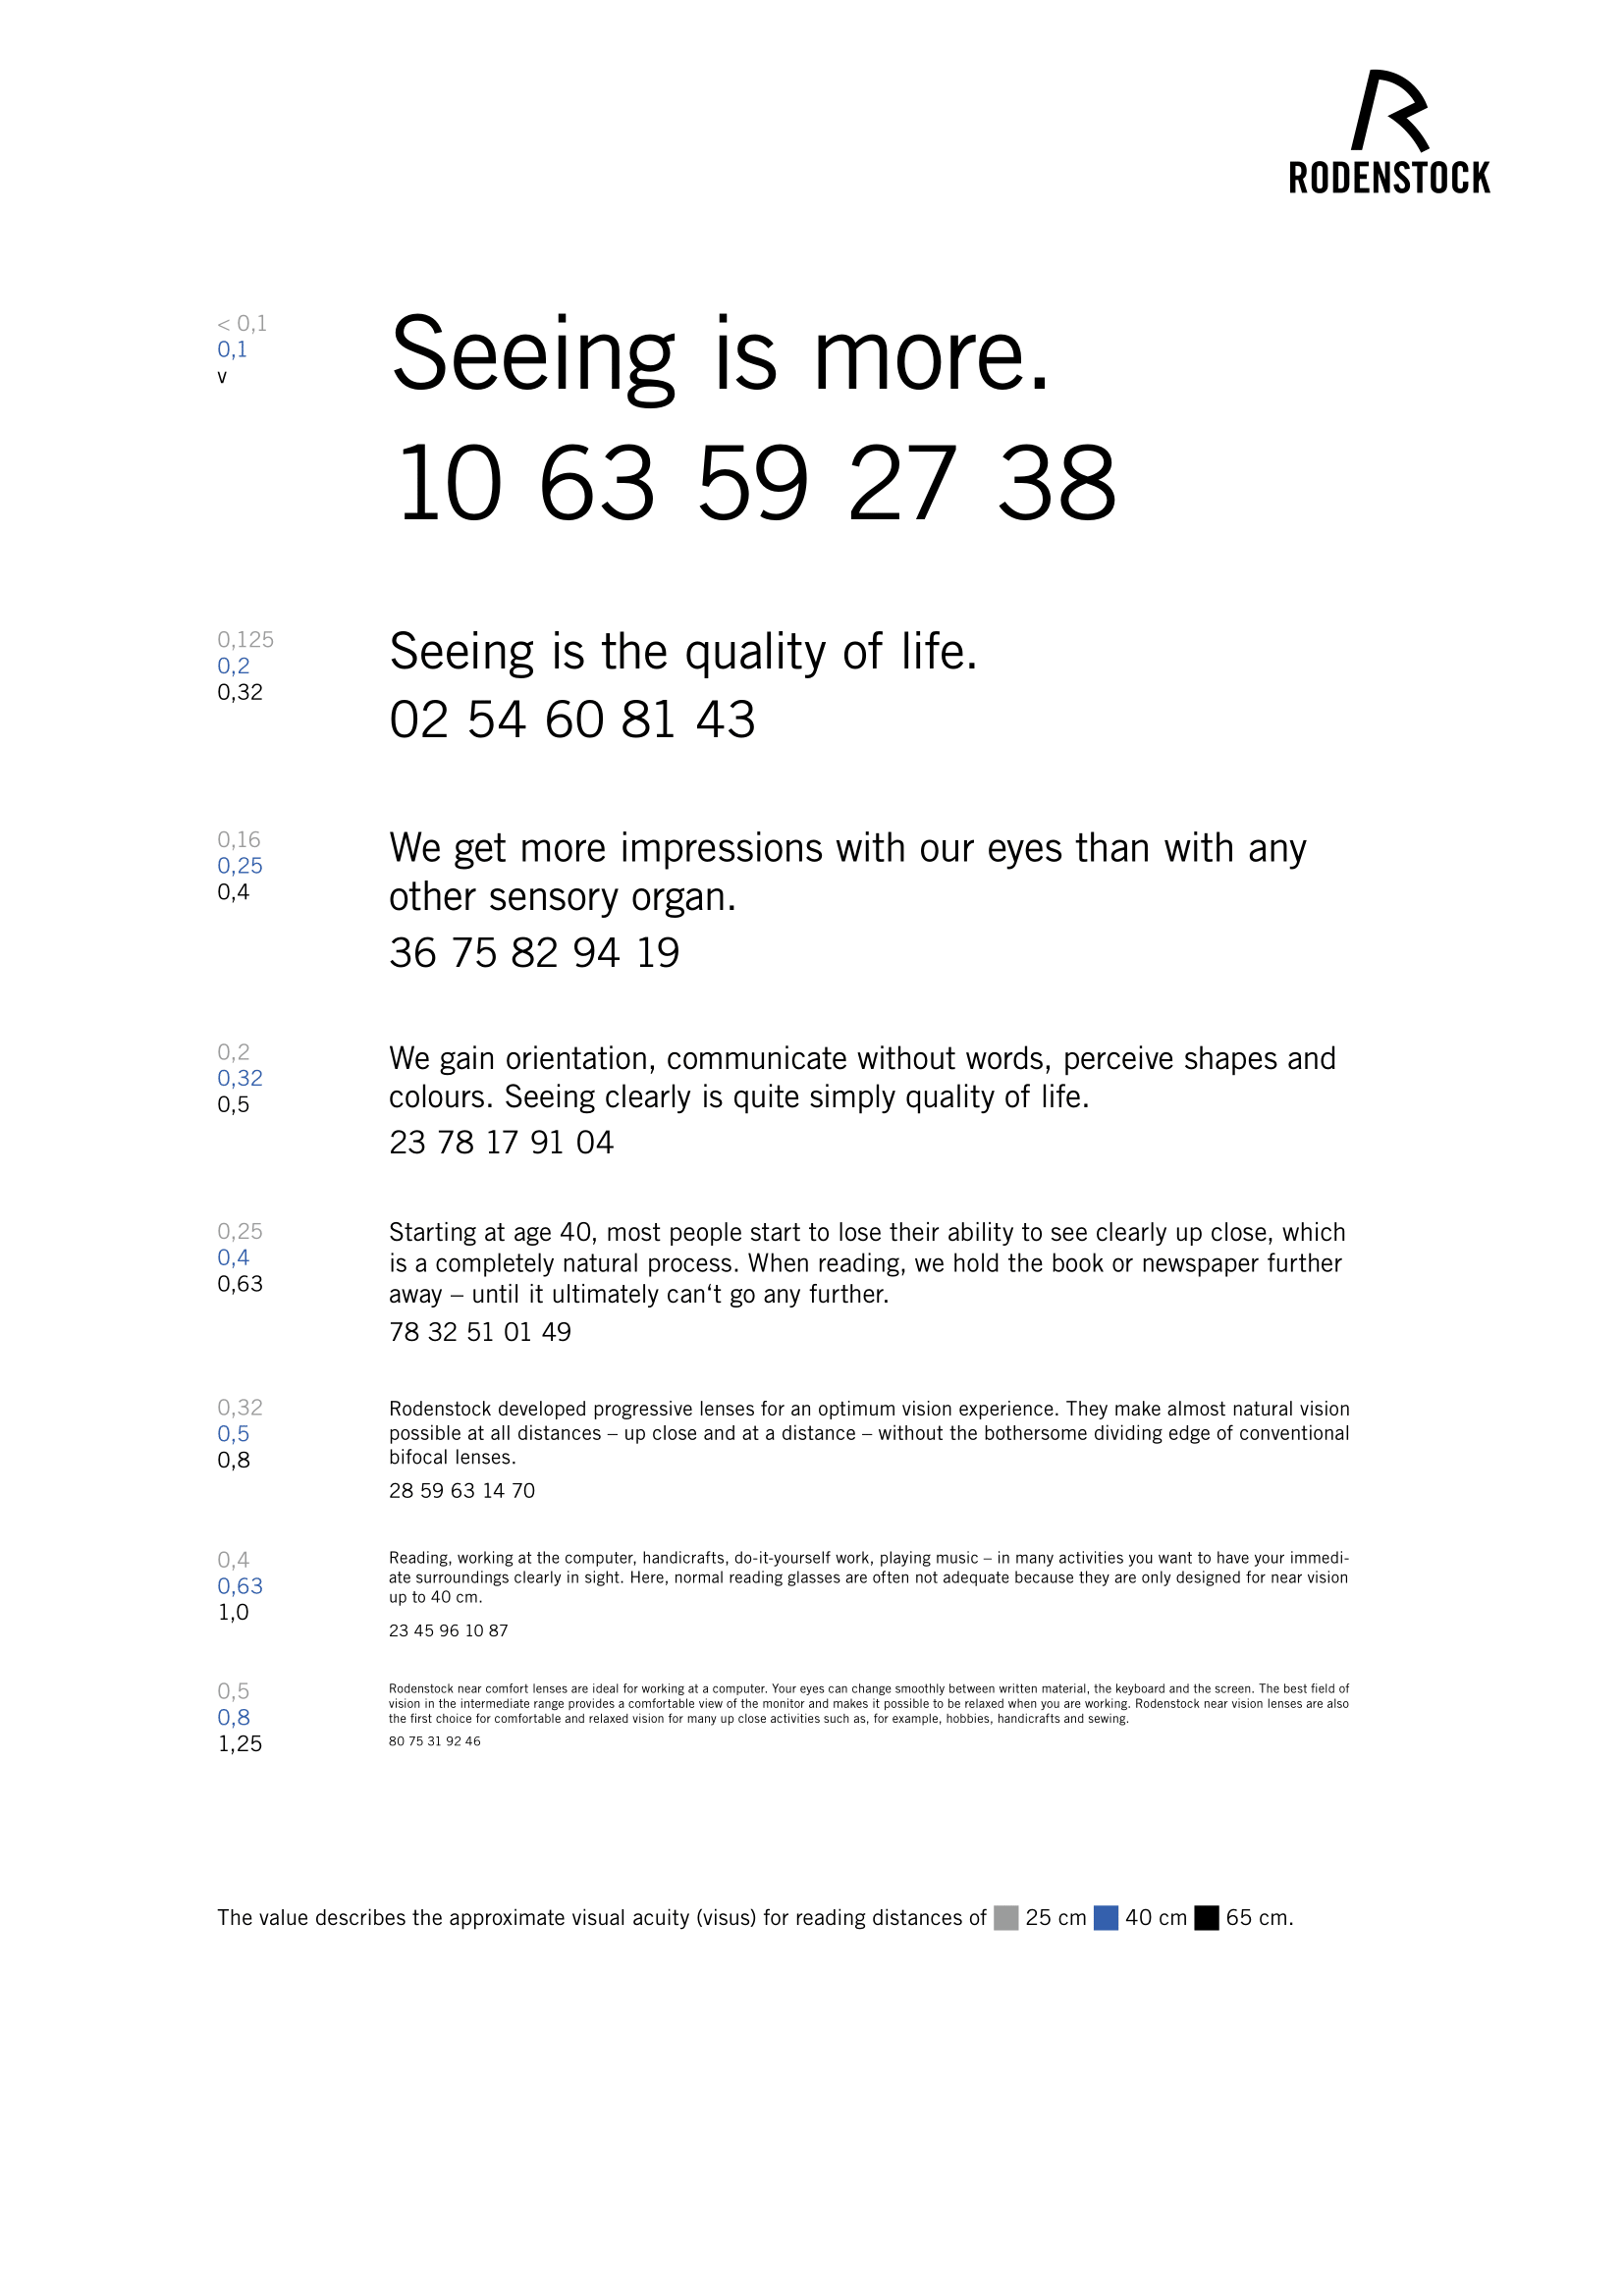 RODENSTOCK
< 0,1
0,1
v
Seeing is more.
10 63 59 27 38
0,125
0,2
0,32
Seeing is the quality of life.
02 54 60 81 43
0,16
0,25
0,4
We get more impressions with our eyes than with any
other sensory organ.
36 75 82 94 19
0,2
0,32
0,5
We gain orientation, communicate without words, perceive shapes and
colours. Seeing clearly is quite simply quality of life.
23 78 17 91 04
0,25
0,4
0,63
Starting at age 40, most people start to lose their ability to see clearly up close, which
is a completely natural process. When reading, we hold the book or newspaper further
away – until it ultimately can‘t go any further.
78 32 51 01 49
0,32
0,5
0,8
Rodenstock developed progressive lenses for an optimum vision experience. They make almost natural vision
possible at all distances – up close and at a distance – without the bothersome dividing edge of conventional
bifocal lenses.
28 59 63 14 70
0,4
0,63
1,0
Reading, working at the computer, handicrafts, do-it-yourself work, playing music – in many activities you want to have your immedi-
ate surroundings clearly in sight. Here, normal reading glasses are often not adequate because they are only designed for near vision
up to 40 cm.
23 45 96 10 87
0,5
0,8
1,25
Rodenstock near comfort lenses are ideal for working at a computer. Your eyes can change smoothly between written material, the keyboard and the screen. The best field of
vision in the intermediate range provides a comfortable view of the monitor and makes it possible to be relaxed when you are working. Rodenstock near vision lenses are also
the first choice for comfortable and relaxed vision for many up close activities such as, for example, hobbies, handicrafts and sewing.
80 75 31 92 46
The value describes the approximate visual acuity (visus) for reading distances of 25 cm 40 cm 65 cm.